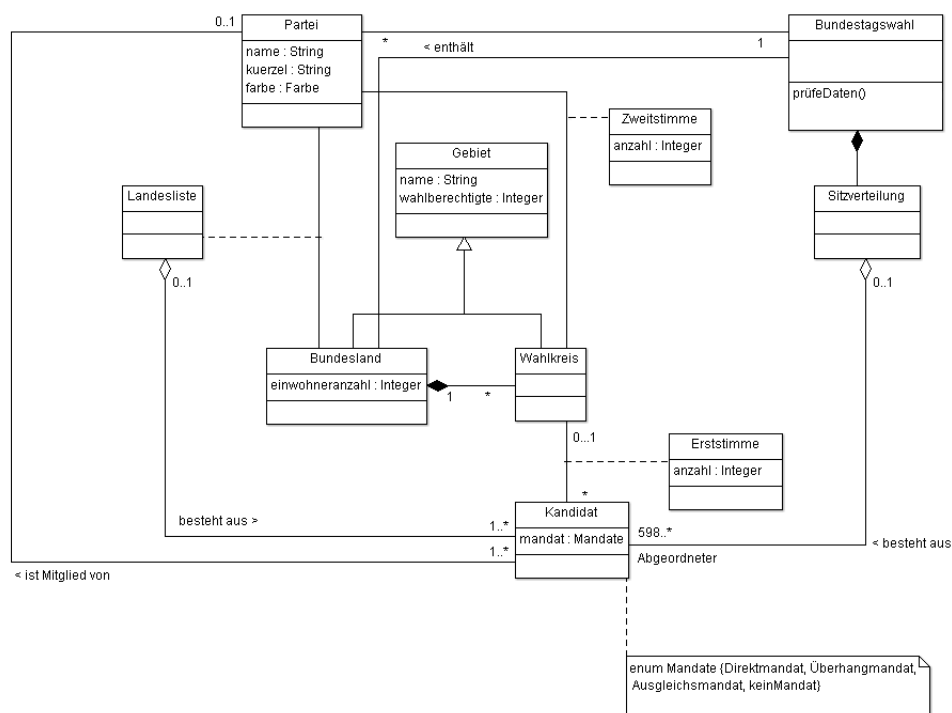 0..1
Partei
name : String
kuerzel : String
farbe : Farbe
*
< enthält
1
Bundestagswahl
prüfeDaten()
Zweitstimme
anzahl : Integer
Gebiet
name : String
wahlberechtigte : Integer
Landesliste
0..1
Sitzverteilung
0..1
Bundesland
einwohneranzahl : Integer
1
*
Wahlkreis
0...1
Erststimme
anzahl : Integer
*
Kandidat
mandat : Mandate
besteht aus >
1..*
1..*
598..*
Abgeordneter
< besteht aus
< ist Mitglied von
enum Mandate {Direktmandat, Überhangmandat,
Ausgleichsmandat, keinMandat}